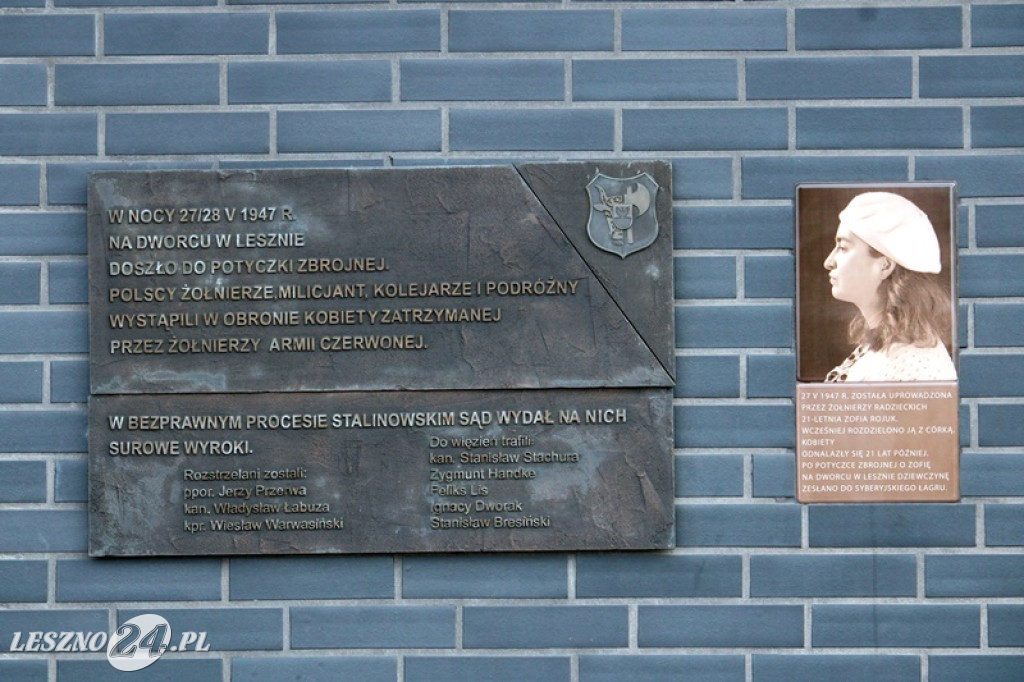 W NOCY 27/28 V 1947 R.
NA DWORCU W LESZNIE
DOSZŁO DO POTYCZKI ZBROJNEJ.
POLSCY ŻOŁNIERZE, MILICJANT, KOLEJARZE I PODRÓŻNY
WYSTĄPILI W OBRONIE KOBIETY ZATRZYMANEJ
PRZEZ ŻOŁNIERZY ARMII CZERWONEJ.
W BEZPRAWNYM PROCESIE STALINOWSKIM SĄD WYDAŁ NA NICH
SUROWE WYROKI.
Rozstrzelani zostali:
ppor. Jerzy Przerwa
kan. Władysław Łabuza
kpr. Wiesław Warwasiński
Do więzień trafili:
kan. Stanisław Stachura
Zygmunt Handke
Feliks Lis
Ignacy Dworak
Stanisław Bresiński
27 V 1947 R. ZOSTAŁA UPROWADZONA
PRZEZ ŻOŁNIERZY RADZIECKICH
21-LETNIA ZOFIA ROJUK.
WCZEŚNIEJ ROZDZIELONO JĄ Z CÓRKĄ.
KOBIETY
ODNALAZŁY SIĘ 21 LAT PÓŹNIEJ.
PO POTYCZCE ZBROJNEJ O ZOFIĘ
NA DWORCU W LESZNIE DZIEWCZYNĘ
ZESŁANO DO SYBERYJSKIEGO ŁAGRU.
LESZNO24.PL